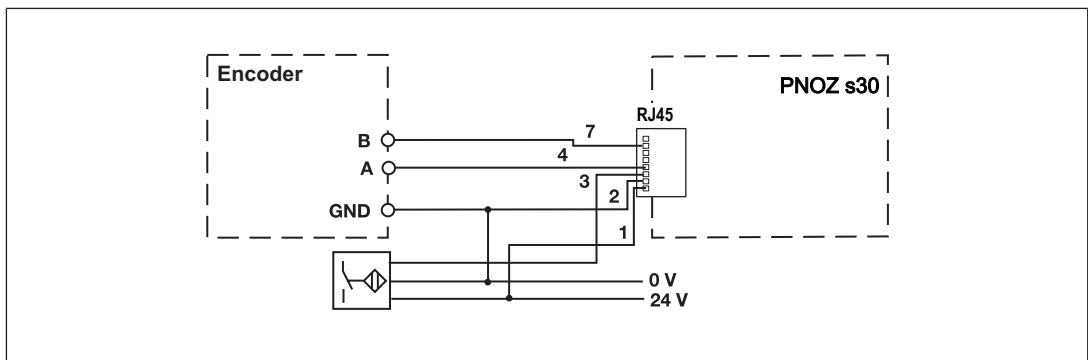 Encoder
PNOZ s30
RJ45
B
7
A
4
3
GND
2
1
0 V
24 V